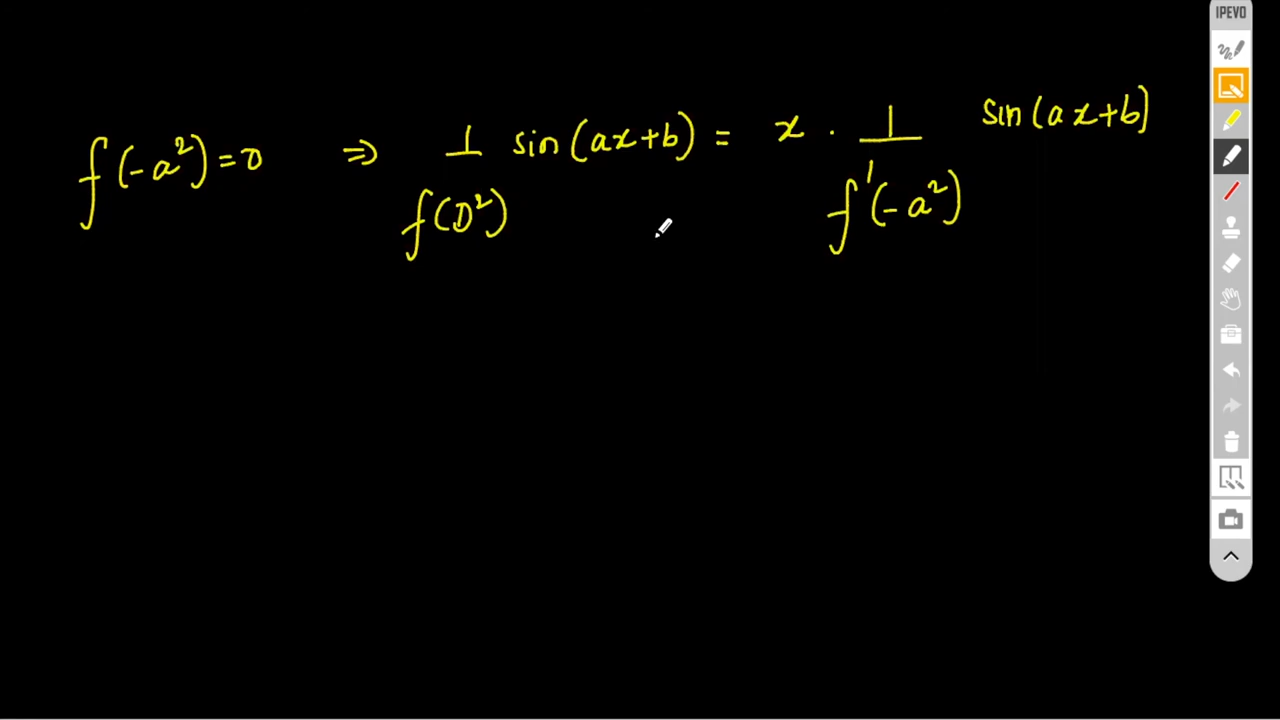 IPEVO
f(-a²)=0 ⇒ 1/f(D²) sin(ax+b) = x · 1/f'(-a²) sin(ax+b)